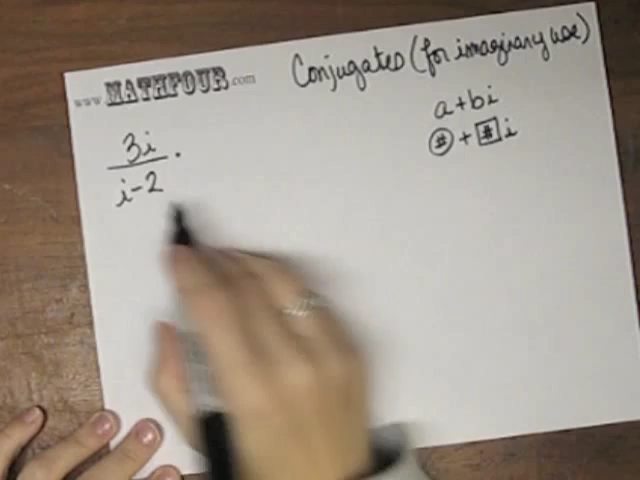 Conjugates (for imaginary use)
www.MATHFOUR.com
a+bi
# + # i
3i ·
i-2